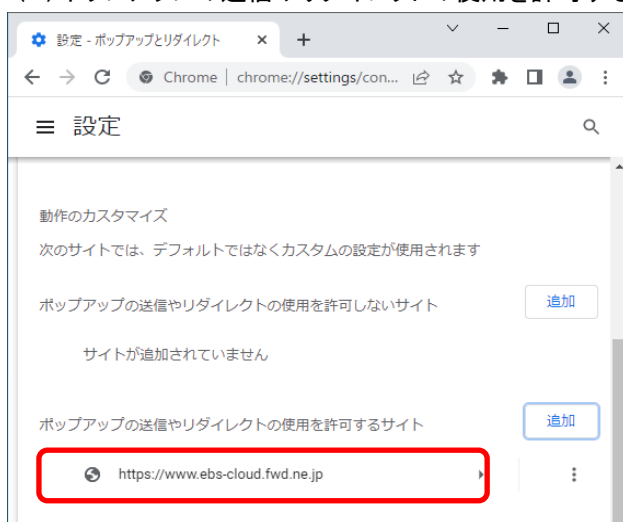 設定 - ポップアップとリダイレクト
Chrome | chrome://settings/con...
設定
動作のカスタマイズ
次のサイトでは、デフォルトではなくカスタムの設定が使用されます
ポップアップの送信やリダイレクトの使用を許可しないサイト
追加
サイトが追加されていません
ポップアップの送信やリダイレクトの使用を許可するサイト
追加
https://www.ebs-cloud.fwd.ne.jp